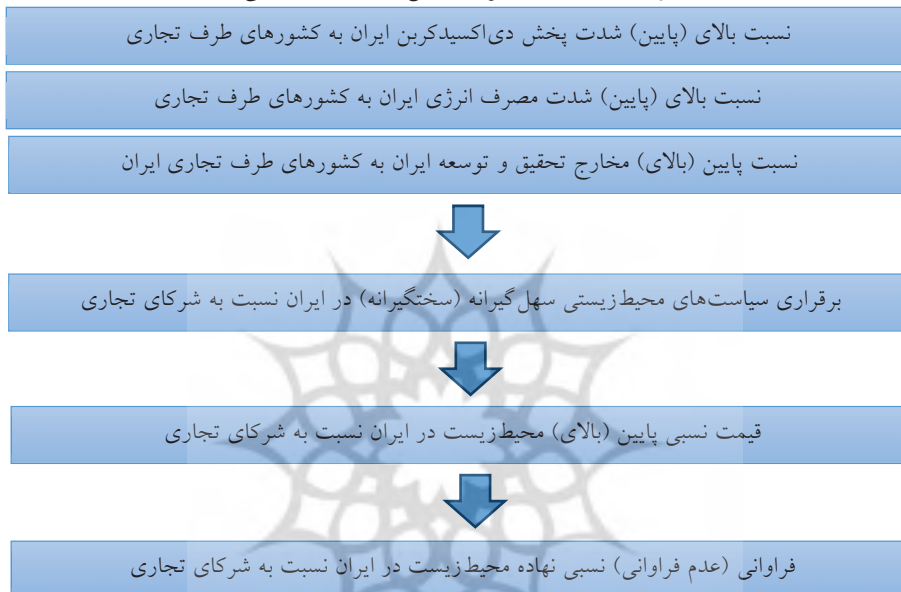 نسبت بالای (پایین) شدت پخش دی‌اکسیدکربن ایران به کشورهای طرف تجاری
نسبت بالای (پایین) شدت مصرف انرژی ایران به کشورهای طرف تجاری
نسبت پایین (بالای) مخارج تحقیق و توسعه ایران به کشورهای طرف تجاری ایران
برقراری سیاست‌های محیط‌زیستی سهل‌گیرانه (سختگیرانه) در ایران نسبت به شرکای تجاری
قیمت نسبی پایین (بالای) محیط‌زیست در ایران نسبت به شرکای تجاری
فراوانی (عدم فراوانی) نسبی نهاده محیط‌زیست در ایران نسبت به شرکای تجاری